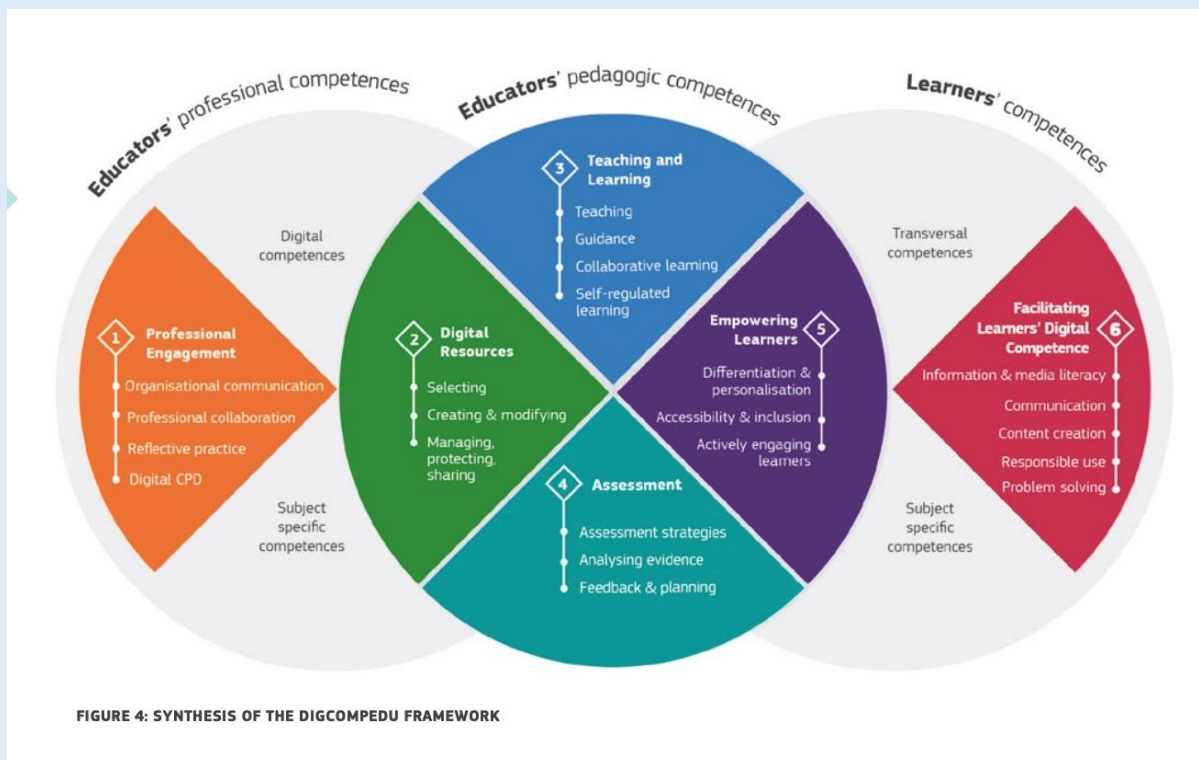 Educators' professional competences
Educators' pedagogic competences
Learners' competences
Digital
competences
Subject
specific
competences
1
Professional
Engagement
Organisational communication
Professional collaboration
Reflective practice
Digital CPD
2
Digital
Resources
Selecting
Creating & modifying
Managing,
protecting,
sharing
3
Teaching and
Learning
Teaching
Guidance
Collaborative learning
Self-regulated
learning
4
Assessment
Assessment strategies
Analysing evidence
Feedback & planning
Empowering
Learners
5
Differentiation &
personalisation
Accessibility & inclusion
Actively engaging
learners
Transversal
competences
Subject
specific
competences
Facilitating
Learners' Digital
Competence
6
Information & media literacy
Communication
Content creation
Responsible use
Problem solving
FIGURE 4: SYNTHESIS OF THE DIGCOMPEDU FRAMEWORK